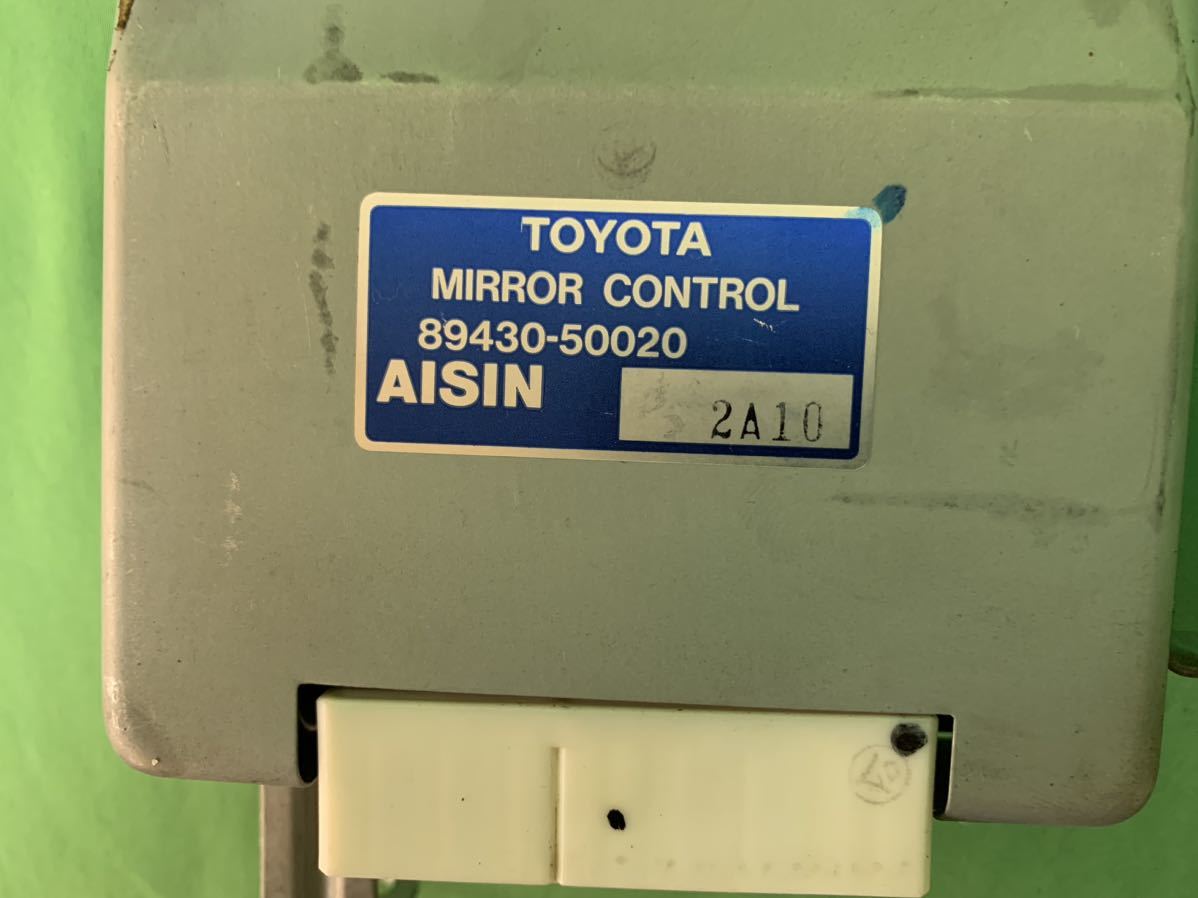 TOYOTA
MIRROR CONTROL
89430-50020
AISIN
2A10